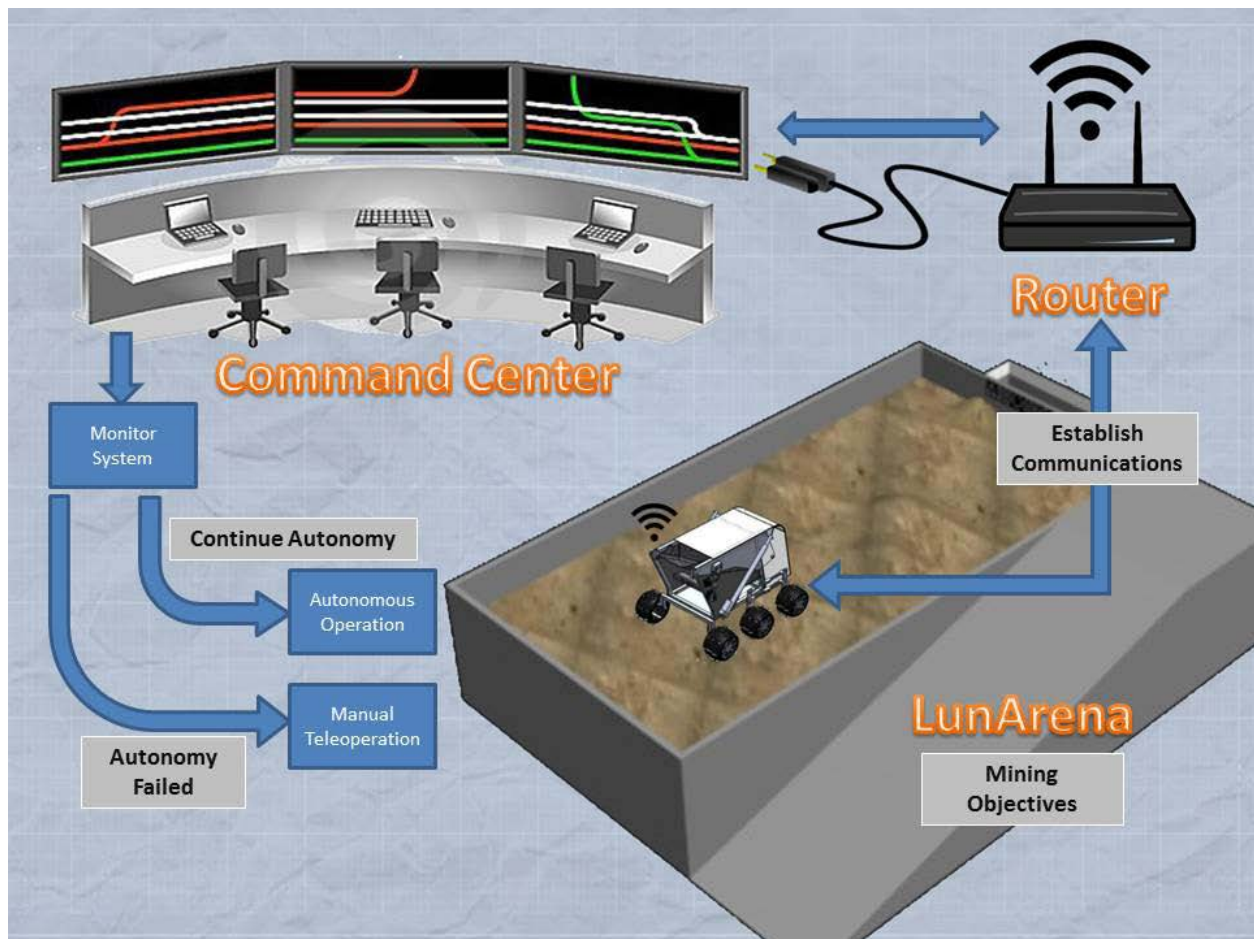 Router
Command Center
Monitor
System
Establish
Communications
Continue Autonomy
Autonomous
Operation
Manual
Teleoperation
LunArena
Autonomy
Failed
Mining
Objectives